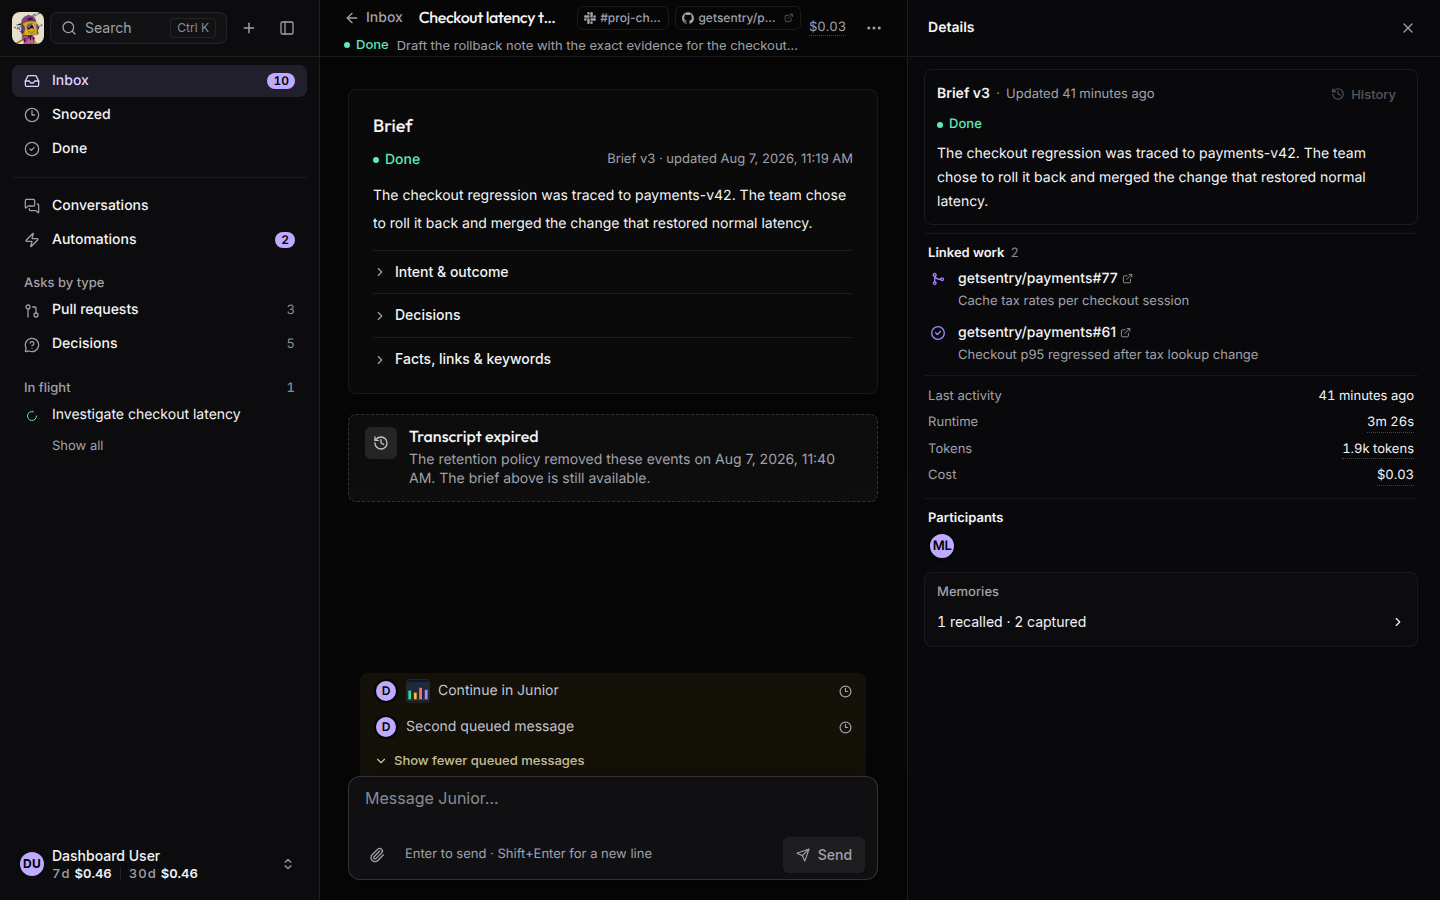 Search
Ctrl K
Inbox
10
Snoozed
Done
Conversations
Automations
2
Asks by type
Pull requests
3
Decisions
5
In flight
1
Investigate checkout latency
Show all
DU
Dashboard User
7d $0.46
30d $0.46
Inbox
Checkout latency t...
#proj-ch...
getsentry/p...
$0.03
Done
Draft the rollback note with the exact evidence for the checkout...
Brief
Done
Brief v3 · updated Aug 7, 2026, 11:19 AM
The checkout regression was traced to payments-v42. The team chose
to roll it back and merged the change that restored normal latency.
Intent & outcome
Decisions
Facts, links & keywords
Transcript expired
The retention policy removed these events on Aug 7, 2026, 11:40
AM. The brief above is still available.
D
Continue in Junior
D
Second queued message
Show fewer queued messages
Message Junior...
Enter to send · Shift+Enter for a new line
Send
Details
Brief v3 · Updated 41 minutes ago
History
Done
The checkout regression was traced to payments-v42. The team
chose to roll it back and merged the change that restored normal
latency.
Linked work 2
getsentry/payments#77
Cache tax rates per checkout session
getsentry/payments#61
Checkout p95 regressed after tax lookup change
Last activity
41 minutes ago
Runtime
3m 26s
Tokens
1.9k tokens
Cost
$0.03
Participants
ML
Memories
1 recalled · 2 captured